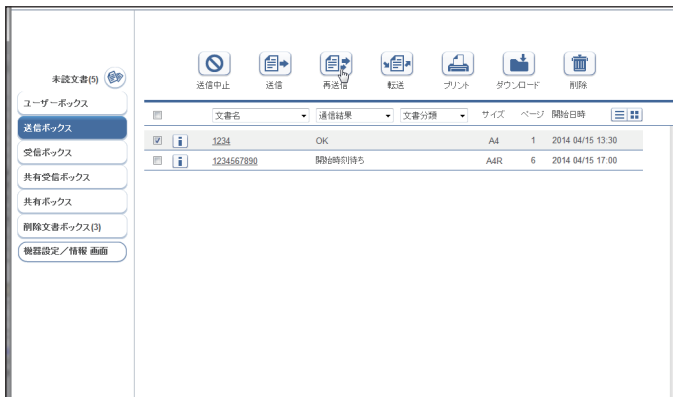 未読文書(5)
送信中止 送信 再送信 転送 プリント ダウンロード 削除
ユーザーボックス
送信ボックス
受信ボックス
共有受信ボックス
共有ボックス
削除文書ボックス(3)
機器設定／情報 画面
文書名 通信結果 文書分類 サイズ ページ 開始日時
1234 OK A4 1 2014 04/15 13:30
1234567890 開始時刻待ち A4R 6 2014 04/15 17:00